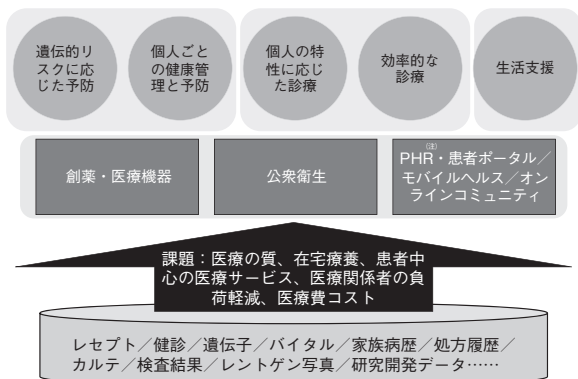 遺伝的リ
スクに応
じた予防
個人ごと
の健康管
理と予防
個人の特
性に応じ
た診療
効率的な
診療
生活支援
創薬・医療機器
公衆衛生
(注)
PHR・患者ポータル／
モバイルヘルス／オン
ラインコミュニティ
課題：医療の質、在宅療養、患者中
心の医療サービス、医療関係者の負
荷軽減、医療費コスト
レセプト／健診／遺伝子／バイタル／家族病歴／処方履歴／
カルテ／検査結果／レントゲン写真／研究開発データ……